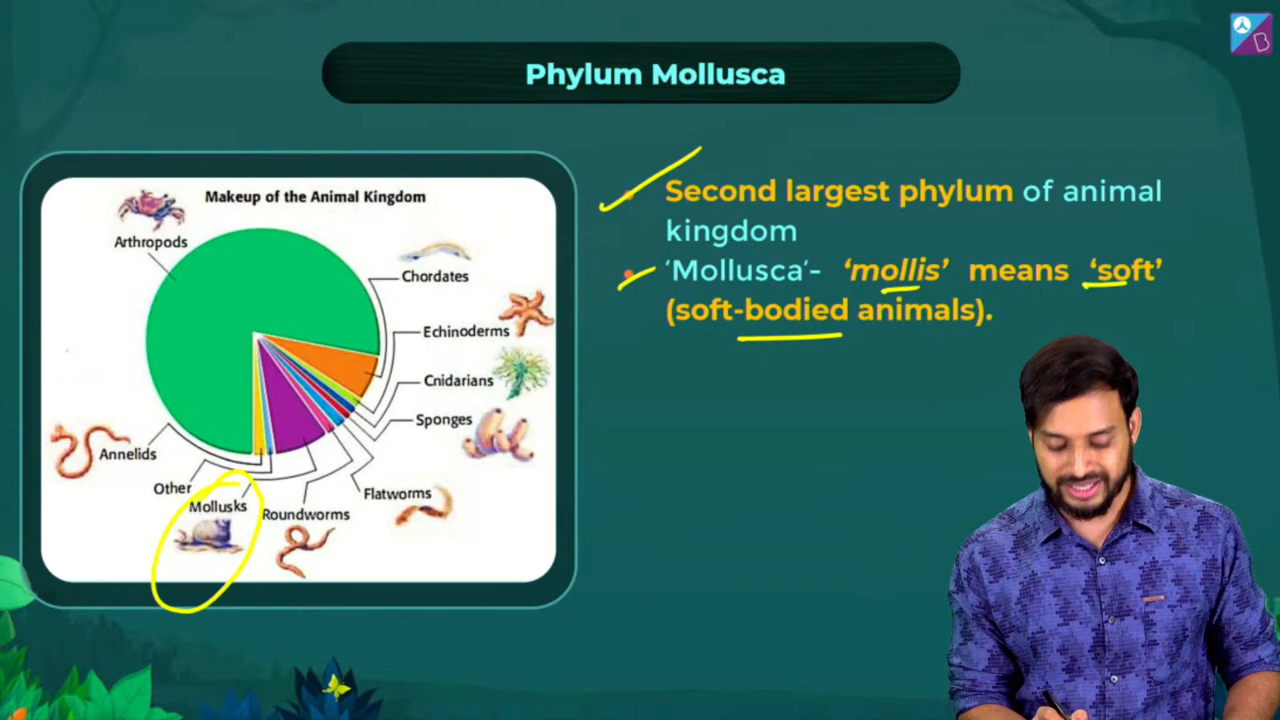 Phylum Mollusca
Makeup of the Animal Kingdom
Arthropods
Chordates
Echinoderms
Cnidarians
Sponges
Annelids
Other
Mollusks
Roundworms
Flatworms
Second largest phylum of animal
kingdom
‘Mollusca‘- ‘mollis’ means ‘soft’
(soft-bodied animals).
B